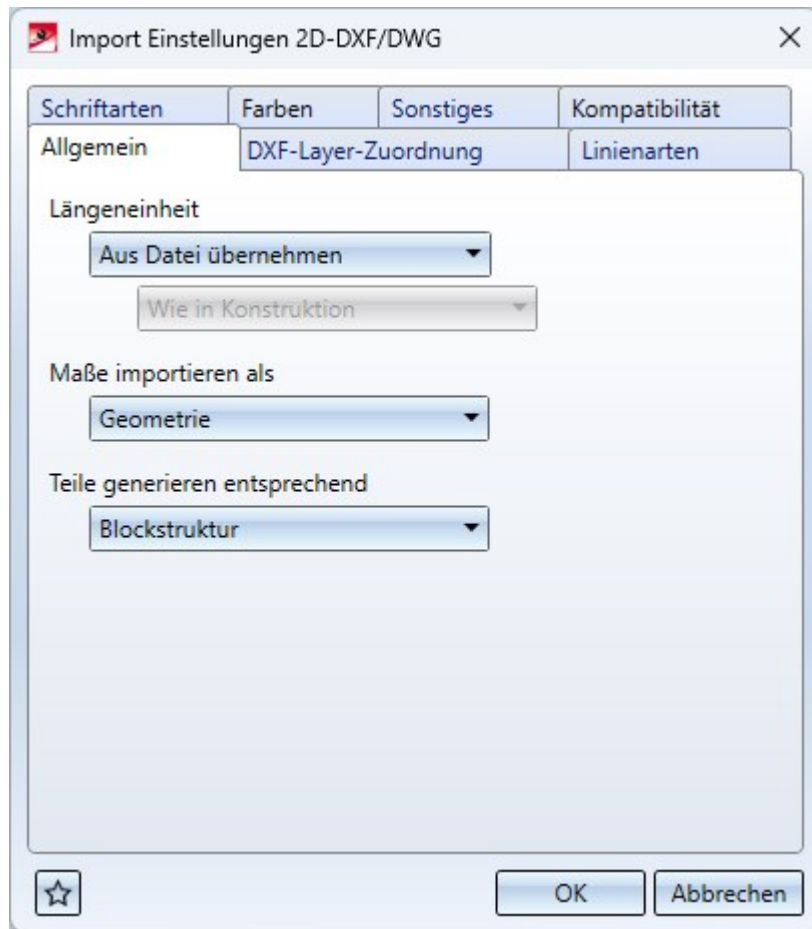 Import Einstellungen 2D-DXF/DWG
Schriftarten Farben Sonstiges Kompatibilität
Allgemein DXF-Layer-Zuordnung Linienarten
Längeneinheit
Aus Datei übernehmen
Wie in Konstruktion
Maße importieren als
Geometrie
Teile generieren entsprechend
Blockstruktur
OK Abbrechen